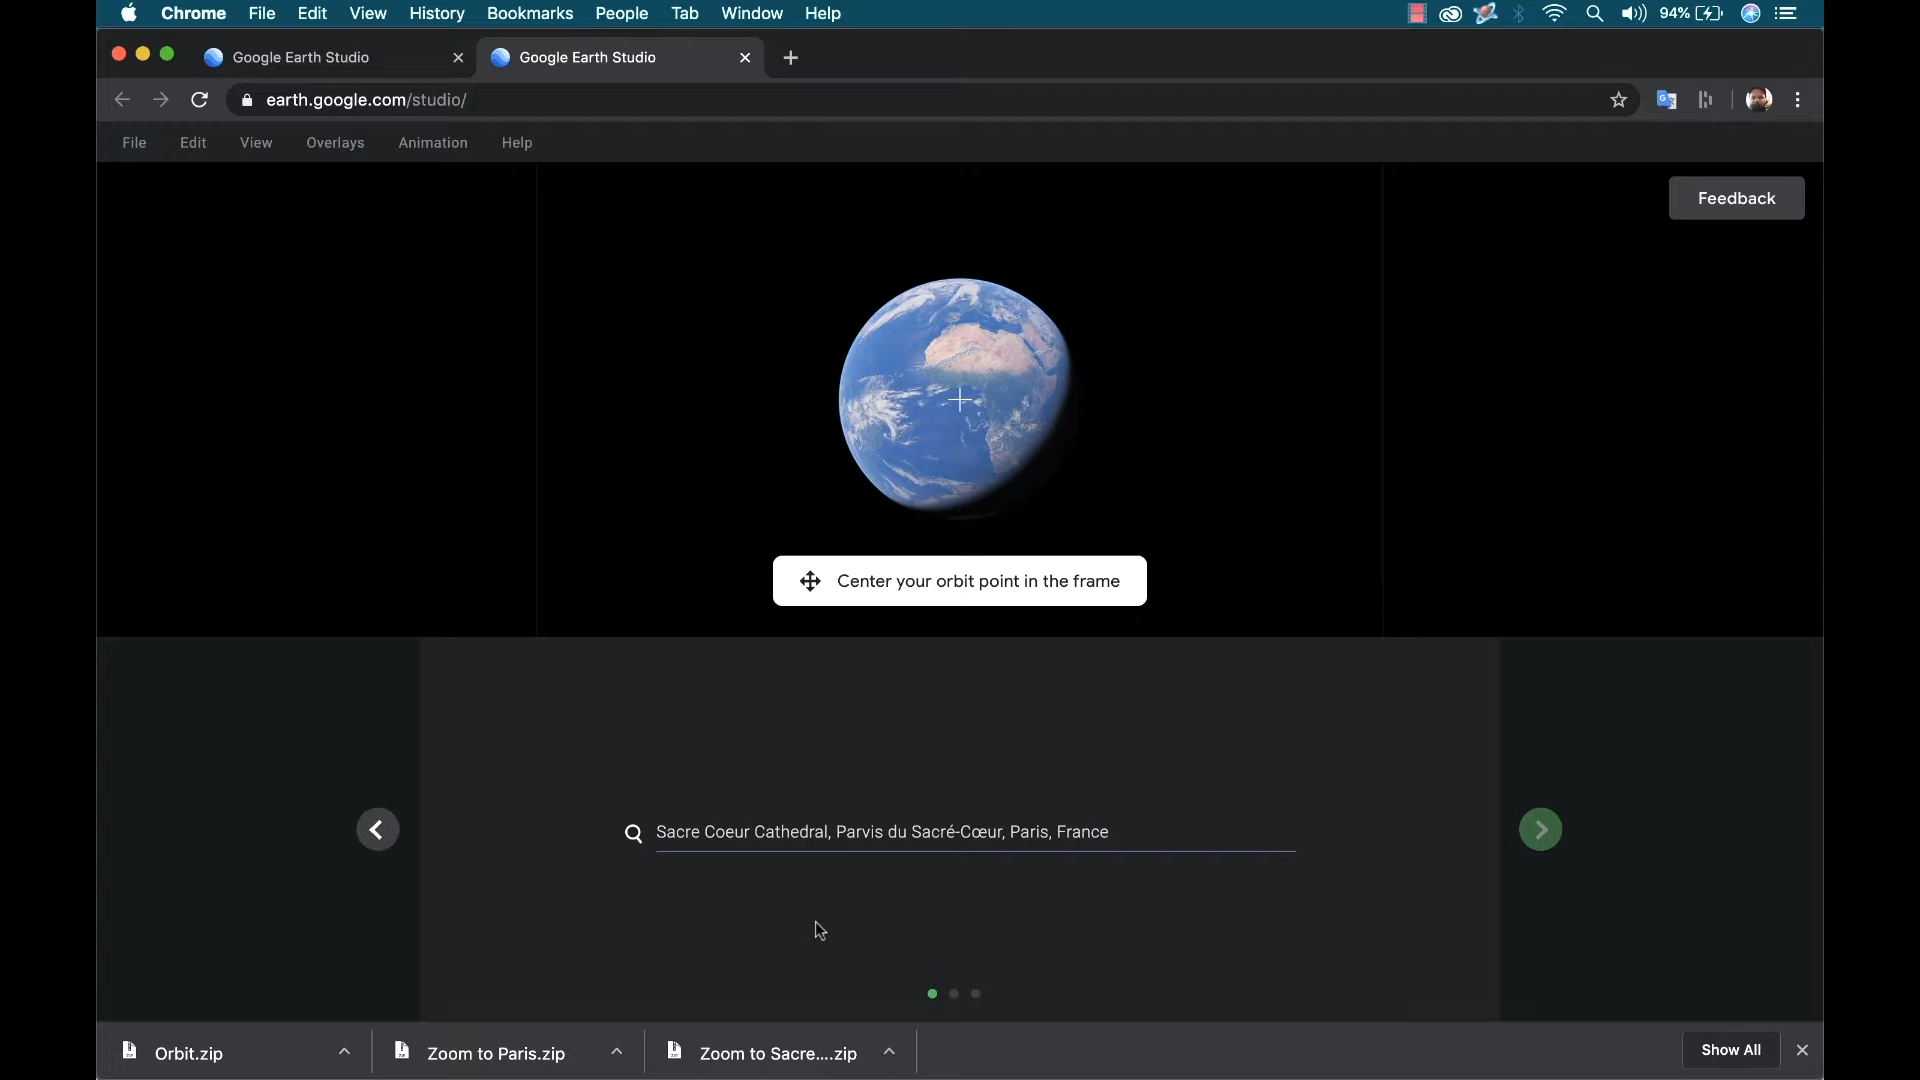 Chrome File Edit View History Bookmarks People Tab Window Help 94%
Google Earth Studio Google Earth Studio
earth.google.com/studio/
File Edit View Overlays Animation Help
Feedback
Center your orbit point in the frame
Sacre Coeur Cathedral, Parvis du Sacré-Cœur, Paris, France
Orbit.zip Zoom to Paris.zip Zoom to Sacre....zip Show All